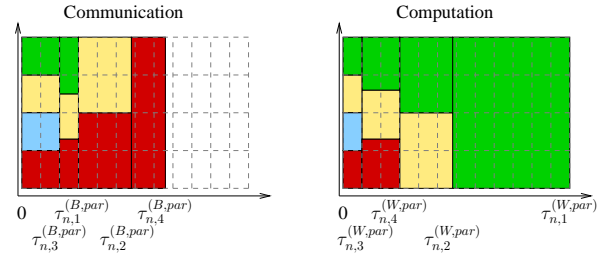 Communication Computation
0 τ_{n,1}^{(B,par)} τ_{n,4}^{(B,par)} 0 τ_{n,4}^{(W,par)} τ_{n,1}^{(W,par)}
τ_{n,3}^{(B,par)} τ_{n,2}^{(B,par)} τ_{n,3}^{(W,par)} τ_{n,2}^{(W,par)}